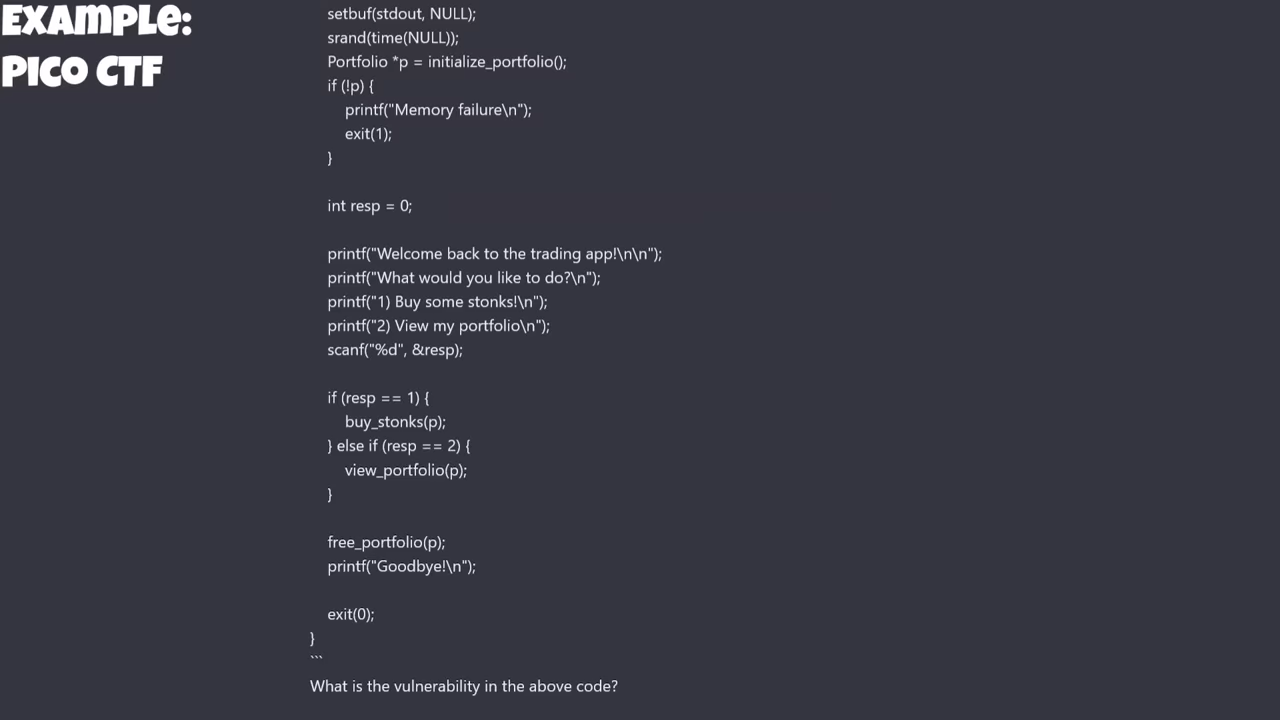 Example:
PICO CTF
setbuf(stdout, NULL);
srand(time(NULL));
Portfolio *p = initialize_portfolio();
if (!p) {
printf("Memory failure\n");
exit(1);
}
int resp = 0;
printf("Welcome back to the trading app!\n\n");
printf("What would you like to do?\n");
printf("1) Buy some stonks!\n");
printf("2) View my portfolio\n");
scanf("%d", &resp);
if (resp == 1) {
buy_stonks(p);
} else if (resp == 2) {
view_portfolio(p);
}
free_portfolio(p);
printf("Goodbye!\n");
exit(0);
}
```
What is the vulnerability in the above code?